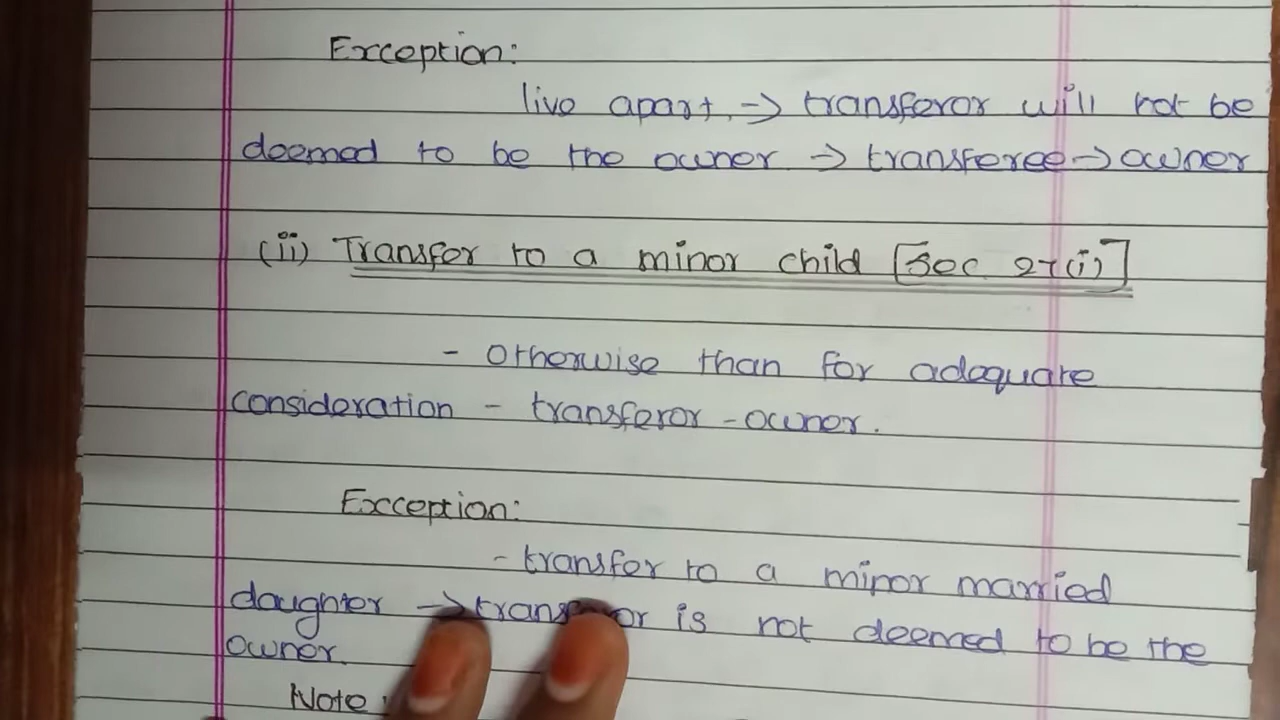 Exception:
live apart. -> transferor will not be
deemed to be the owner -> transferee -> owner
(ii) Transfer to a minor child [Sec 27(i)]
- Otherwise than for adequate
consideration - transferor - owner.
Exception:
- transfer to a minor married
daughter -> is not deemed to be the
owner.
Note: